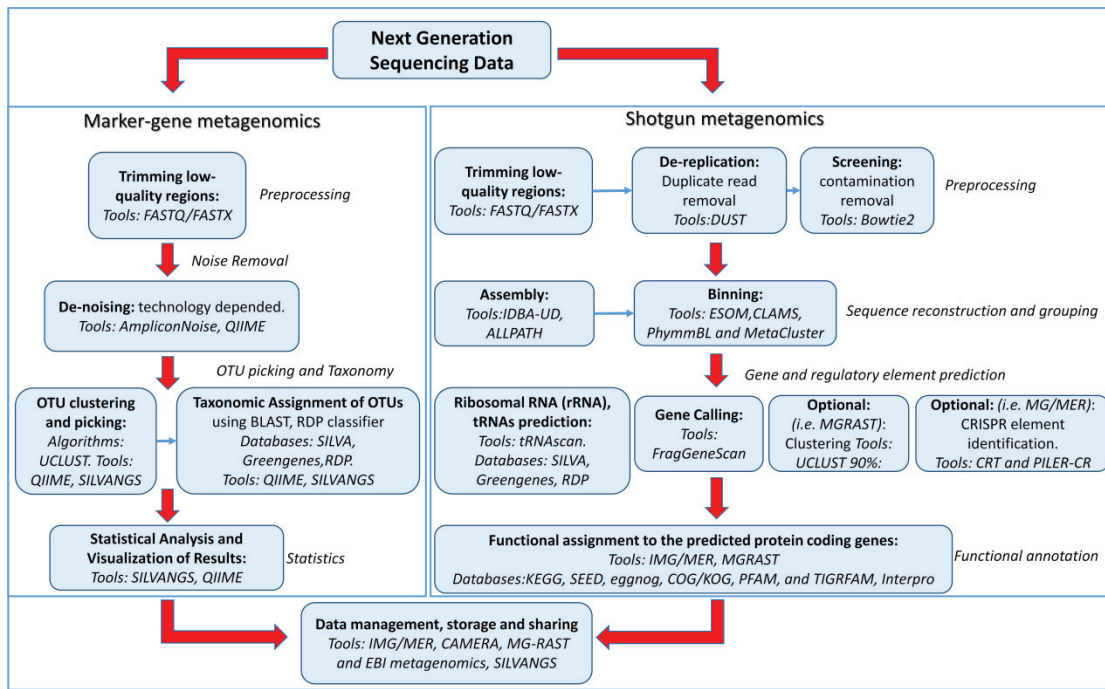 Next Generation
Sequencing Data
Marker-gene metagenomics
Trimming low-
quality regions:
Tools: FASTQ/FASTX
Preprocessing
Noise Removal
De-noising: technology depended.
Tools: AmpliconNoise, QIIME
OTU picking and Taxonomy
OTU clustering
and picking:
Algorithms:
UCLUST. Tools:
QIIME, SILVANGS
Taxonomic Assignment of OTUs
using BLAST, RDP classifier
Databases: SILVA,
Greengenes,RDP.
Tools: QIIME, SILVANGS
Statistical Analysis and
Visualization of Results:
Tools: SILVANGS, QIIME
Statistics
Shotgun metagenomics
Trimming low-
quality regions:
Tools: FASTQ/FASTX
De-replication:
Duplicate read
removal
Tools:DUST
Screening:
contamination
removal
Tools: Bowtie2
Preprocessing
Assembly:
Tools:IDBA-UD,
ALLPATH
Binning:
Tools: ESOM,CLAMS,
PhymmBL and MetaCluster
Sequence reconstruction and grouping
Gene and regulatory element prediction
Ribosomal RNA (rRNA),
tRNAs prediction:
Tools: tRNAscan.
Databases: SILVA,
Greengenes, RDP
Gene Calling:
Tools:
FragGeneScan
Optional:
(i.e. MGRAST):
Clustering Tools:
UCLUST 90%:
Optional: (i.e. MG/MER):
CRISPR element
identification.
Tools: CRT and PILER-CR
Functional assignment to the predicted protein coding genes:
Tools: IMG/MER, MGRAST
Databases:KEGG, SEED, eggnog, COG/KOG, PFAM, and TIGRFAM, Interpro
Functional annotation
Data management, storage and sharing
Tools: IMG/MER, CAMERA, MG-RAST
and EBI metagenomics, SILVANGS